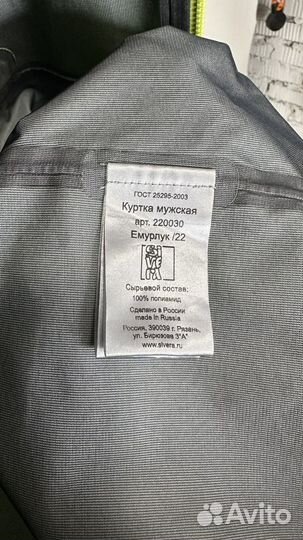 ГОСТ 25295-2003
Куртка мужская
арт. 220030
Емурлук /22
Сырьевой состав:
100% полиамид
Сделано в России
made in Russia
Россия, 390039 г. Рязань,
ул. Бирюзова 3"А"
www.sivera.ru
Avito